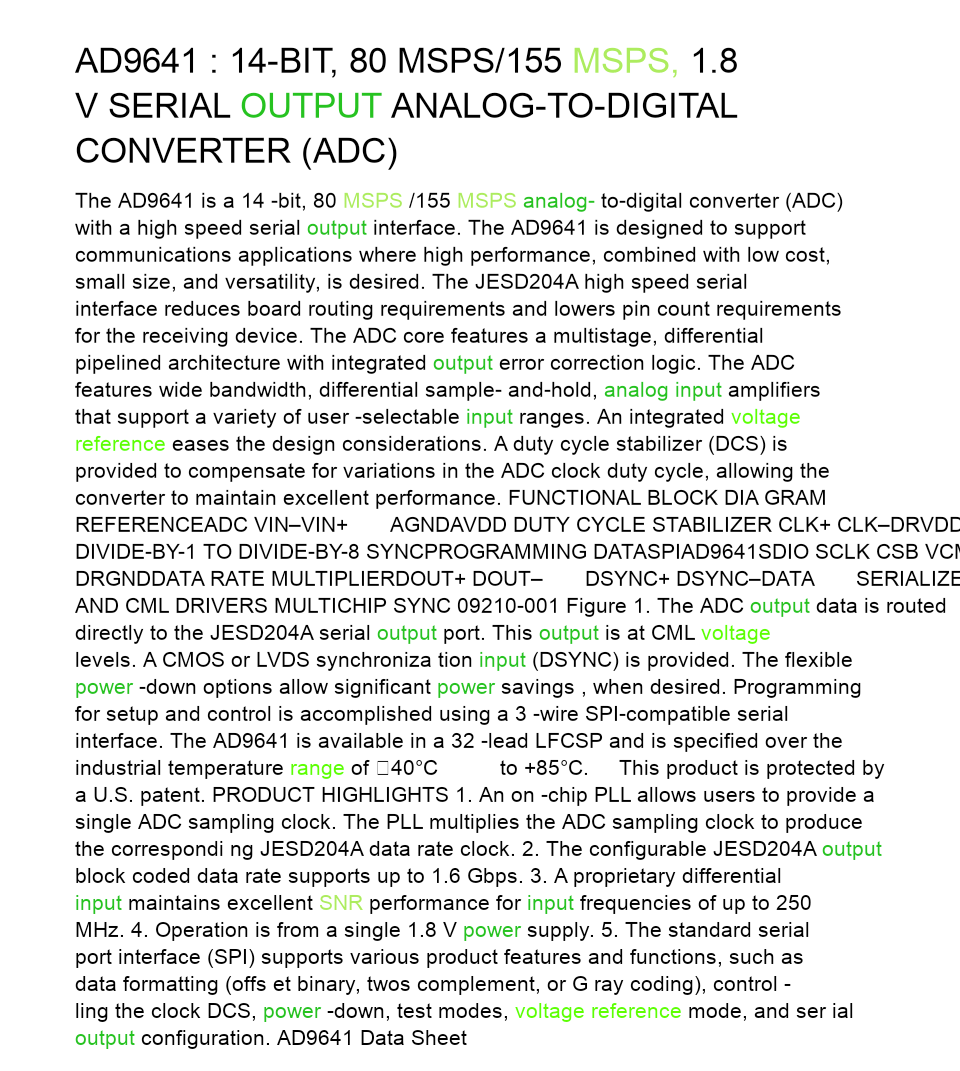 AD9641 : 14-BIT, 80 MSPS/155 MSPS, 1.8
V SERIAL OUTPUT ANALOG-TO-DIGITAL
CONVERTER (ADC)
The AD9641 is a 14 -bit, 80 MSPS /155 MSPS analog- to-digital converter (ADC)
with a high speed serial output interface. The AD9641 is designed to support
communications applications where high performance, combined with low cost,
small size, and versatility, is desired. The JESD204A high speed serial
interface reduces board routing requirements and lowers pin count requirements
for the receiving device. The ADC core features a multistage, differential
pipelined architecture with integrated output error correction logic. The ADC
features wide bandwidth, differential sample- and-hold, analog input amplifiers
that support a variety of user -selectable input ranges. An integrated voltage
reference eases the design considerations. A duty cycle stabilizer (DCS) is
provided to compensate for variations in the ADC clock duty cycle, allowing the
converter to maintain excellent performance. FUNCTIONAL BLOCK DIA GRAM
REFERENCEADC VIN–VIN+ AGNDAVDD DUTY CYCLE STABILIZER CLK+ CLK–DRVDD
DIVIDE-BY-1 TO DIVIDE-BY-8 SYNCPROGRAMMING DATASPIAD9641SDIO SCLK CSB VCM
DRGNDDATA RATE MULTIPLIERDOUT+ DOUT– DSYNC+ DSYNC–DATA SERIALIZE
AND CML DRIVERS MULTICHIP SYNC 09210-001 Figure 1. The ADC output data is routed
directly to the JESD204A serial output port. This output is at CML voltage
levels. A CMOS or LVDS synchroniza tion input (DSYNC) is provided. The flexible
power -down options allow significant power savings , when desired. Programming
for setup and control is accomplished using a 3 -wire SPI-compatible serial
interface. The AD9641 is available in a 32 -lead LFCSP and is specified over the
industrial temperature range of □40°C to +85°C. This product is protected by
a U.S. patent. PRODUCT HIGHLIGHTS 1. An on -chip PLL allows users to provide a
single ADC sampling clock. The PLL multiplies the ADC sampling clock to produce
the correspondi ng JESD204A data rate clock. 2. The configurable JESD204A output
block coded data rate supports up to 1.6 Gbps. 3. A proprietary differential
input maintains excellent SNR performance for input frequencies of up to 250
MHz. 4. Operation is from a single 1.8 V power supply. 5. The standard serial
port interface (SPI) supports various product features and functions, such as
data formatting (offs et binary, twos complement, or G ray coding), control -
ling the clock DCS, power -down, test modes, voltage reference mode, and ser ial
output configuration. AD9641 Data Sheet